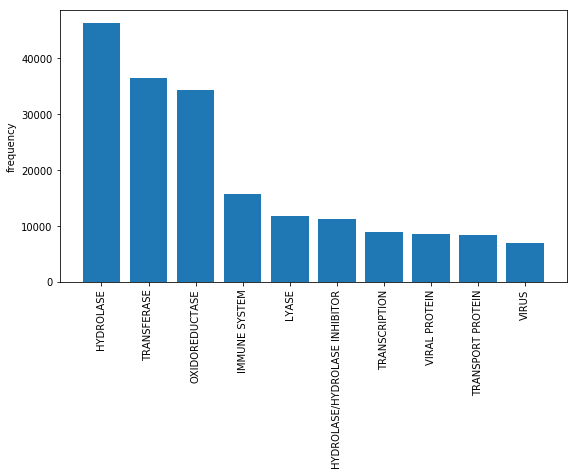 frequency
40000
30000
20000
10000
0
HYDROLASE
TRANSFERASE
OXIDOREDUCTASE
IMMUNE SYSTEM
LYASE
HYDROLASE/HYDROLASE INHIBITOR
TRANSCRIPTION
VIRAL PROTEIN
TRANSPORT PROTEIN
VIRUS